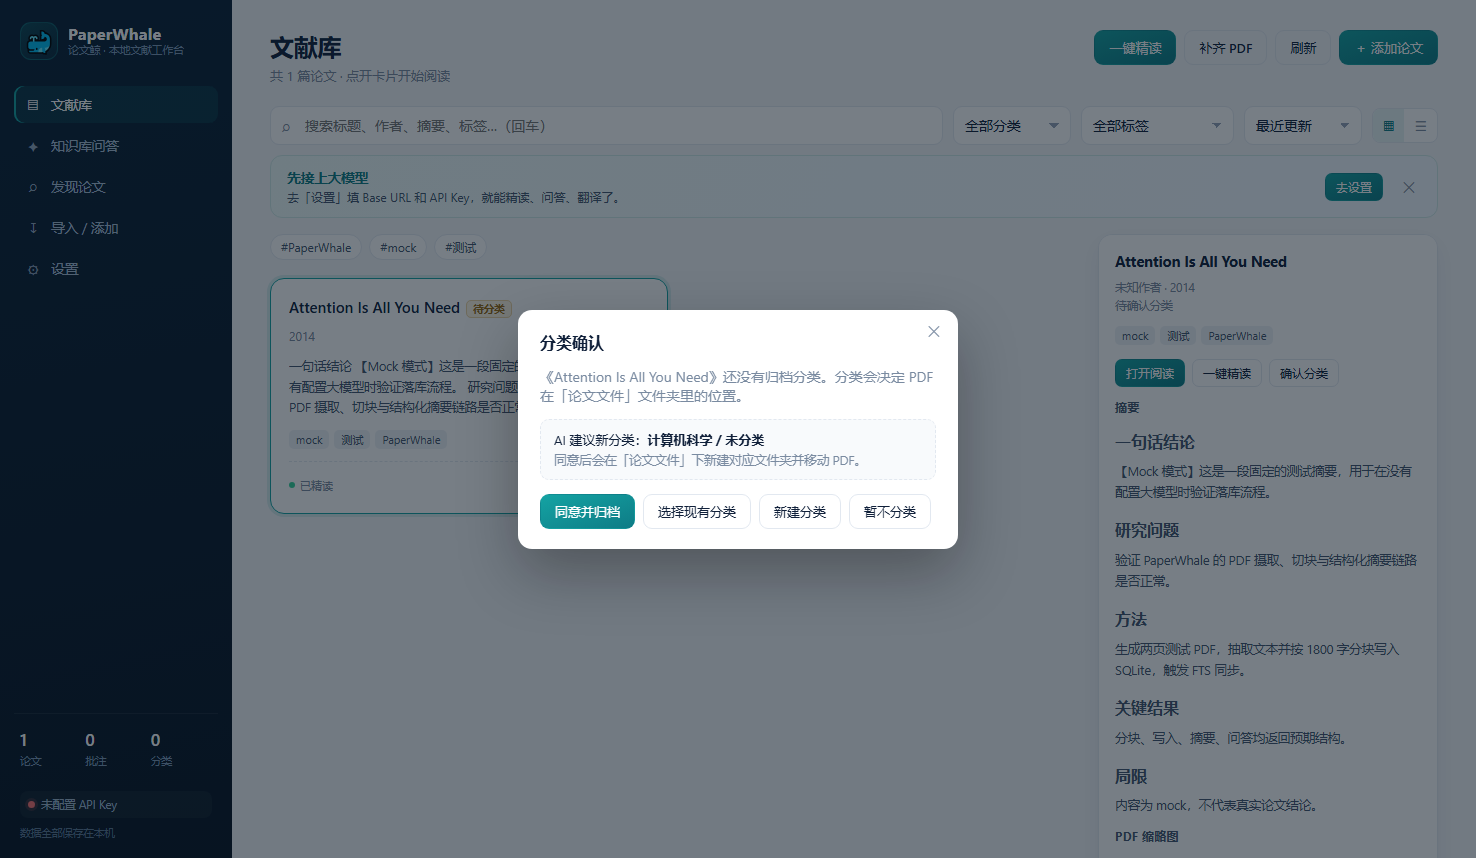 PaperWhale
论文鲸 · 本地文献工作台
文献库
知识库问答
发现论文
导入 / 添加
设置
1
论文
0
批注
0
分类
未配置 API Key
数据全部保存在本机
文献库
共 1 篇论文 · 点开卡片开始阅读
一键精读
补齐 PDF
刷新
+ 添加论文
搜索标题、作者、摘要、标签...（回车）
全部分类
全部标签
最近更新
先接上大模型
去「设置」填 Base URL 和 API Key，就能精读、问答、翻译了。
去设置
#PaperWhale
#mock
#测试
Attention Is All You Need 待分类
2014
一句话结论 【Mock 模式】这是一段固定的
有配置大模型时验证落库流程。 研究问题
PDF 摄取、切块与结构化摘要链路是否正常
mock
测试
PaperWhale
已精读
分类确认
《Attention Is All You Need》还没有归档分类。分类会决定 PDF
在「论文文件」文件夹里的位置。
AI 建议新分类：计算机科学 / 未分类
同意后会在「论文文件」下新建对应文件夹并移动 PDF。
同意并归档
选择现有分类
新建分类
暂不分类
Attention Is All You Need
未知作者 · 2014
待确认分类
mock
测试
PaperWhale
打开阅读
一键精读
确认分类
摘要
一句话结论
【Mock 模式】这是一段固定的测试摘要，用于在没有
配置大模型时验证落库流程。
研究问题
验证 PaperWhale 的 PDF 摄取、切块与结构化摘要链路
是否正常。
方法
生成两页测试 PDF，抽取文本并按 1800 字分块写入
SQLite，触发 FTS 同步。
关键结果
分块、写入、摘要、问答均返回预期结构。
局限
内容为 mock，不代表真实论文结论。
PDF 缩略图